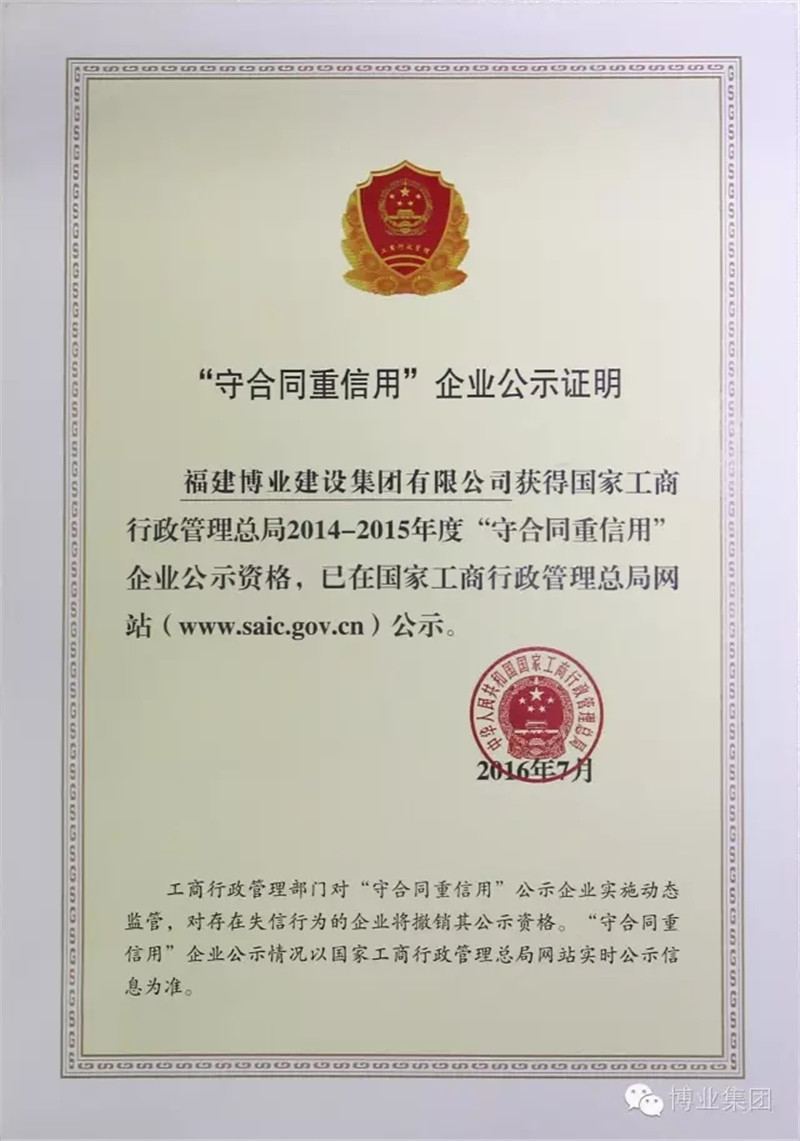 工商行政管理
“守合同重信用”企业公示证明
福建博业建设集团有限公司获得国家工商
行政管理总局2014-2015年度“守合同重信用”
企业公示资格，已在国家工商行政管理总局网
站（www.saic.gov.cn）公示。
中华人民共和国国家工商行政管理总局
2016年7月
工商行政管理部门对“守合同重信用”公示企业实施动态
监管，对存在失信行为的企业将撤销其公示资格。“守合同重
信用”企业公示情况以国家工商行政管理总局网站实时公示信
息为准。
博业集团